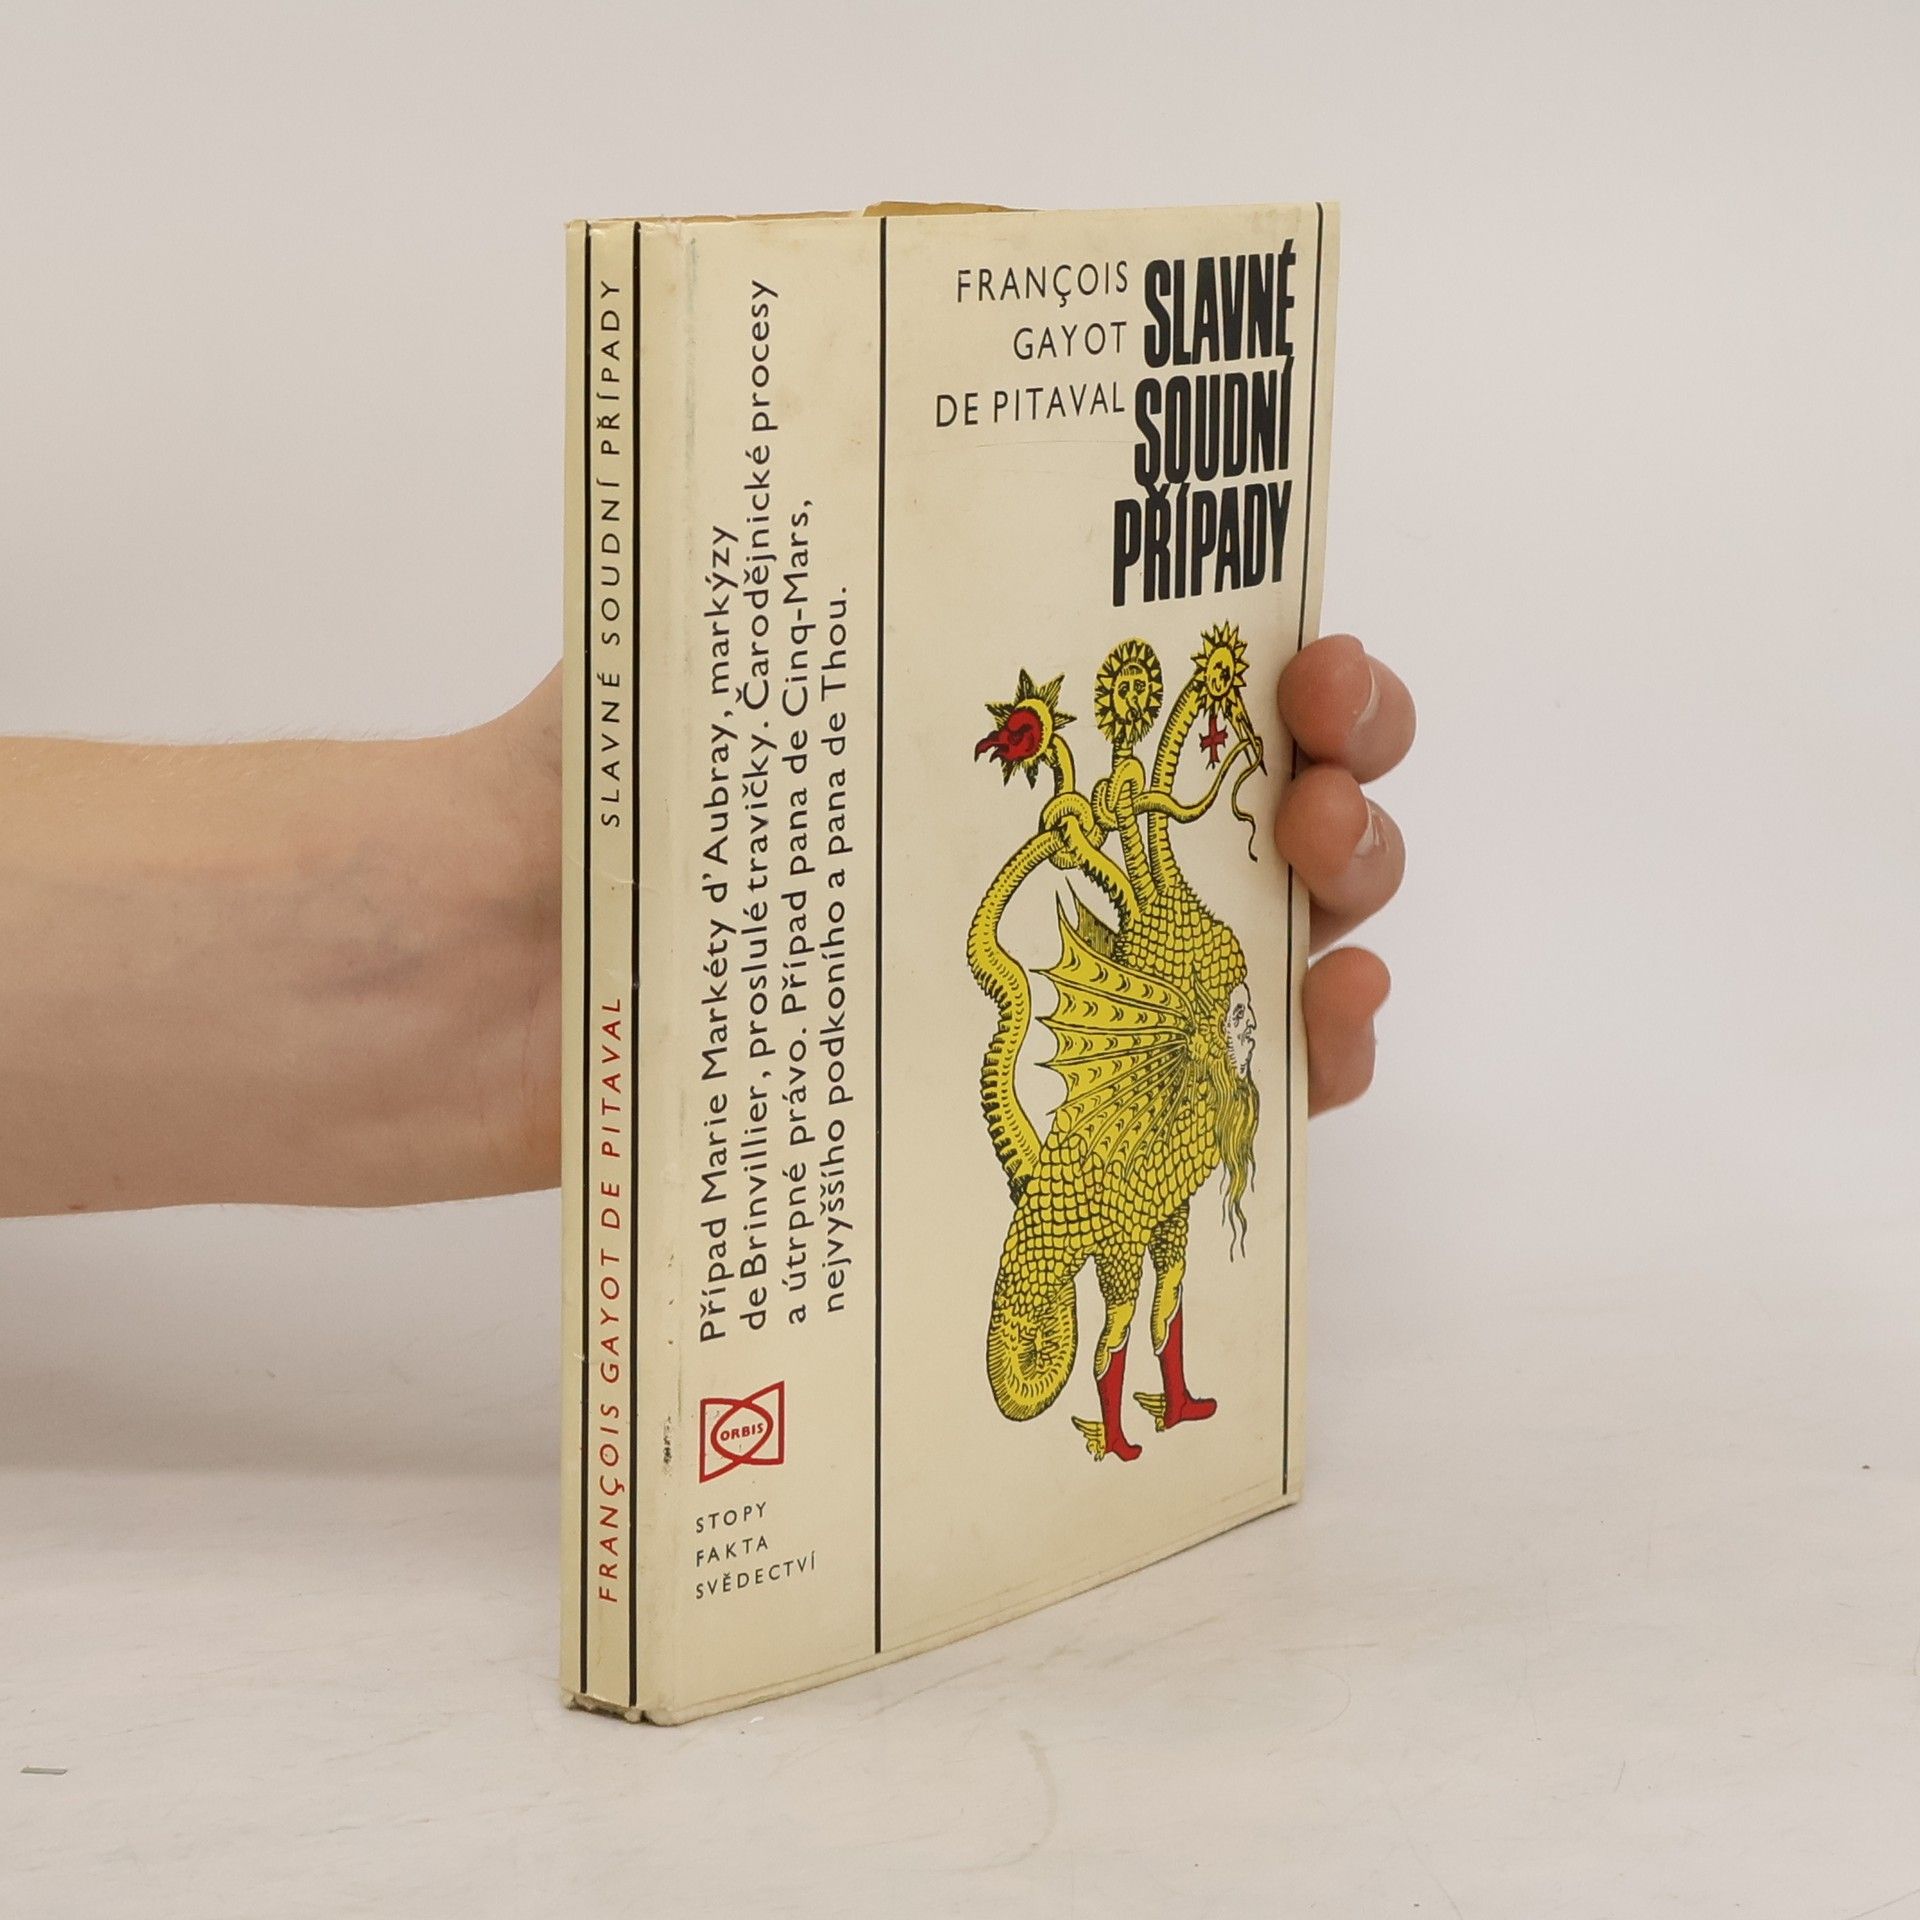 FRANÇOIS GAYOT DE PITAVAL SLAVNÉ SOUDNÍ PŘÍPADY
Případ Marie Markéty d'Aubray, markýzy
de Brinvillier, proslulé travičky. Čarodějnické procesy
a útrpné právo. Případ pana de Cinq-Mars,
nejvyššího podkoního a pana de Thou.
ORBIS
STOPY
FAKTA
SVĚDECTVÍ
FRANÇOIS
GAYOT
DE PITAVAL
SLAVNÉ
SOUDNÍ
PŘÍPADY